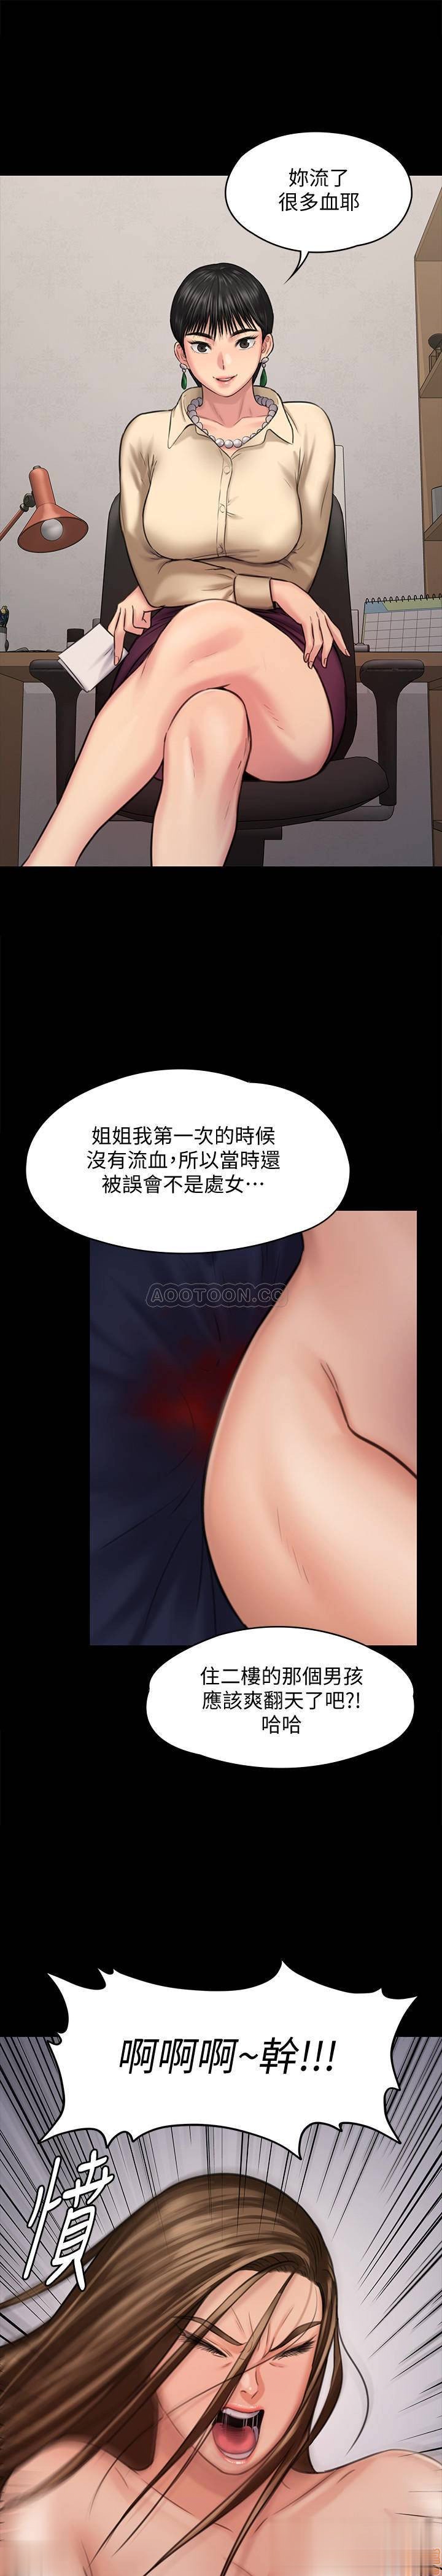 妳流了
很多血耶
姐姐我第一次的時候
沒有流血，所以當時還
被誤會不是處女…
AOOTOON.CO
住二樓的那個男孩
應該爽翻天了吧?!
哈哈
啊啊啊~幹!!!
憤